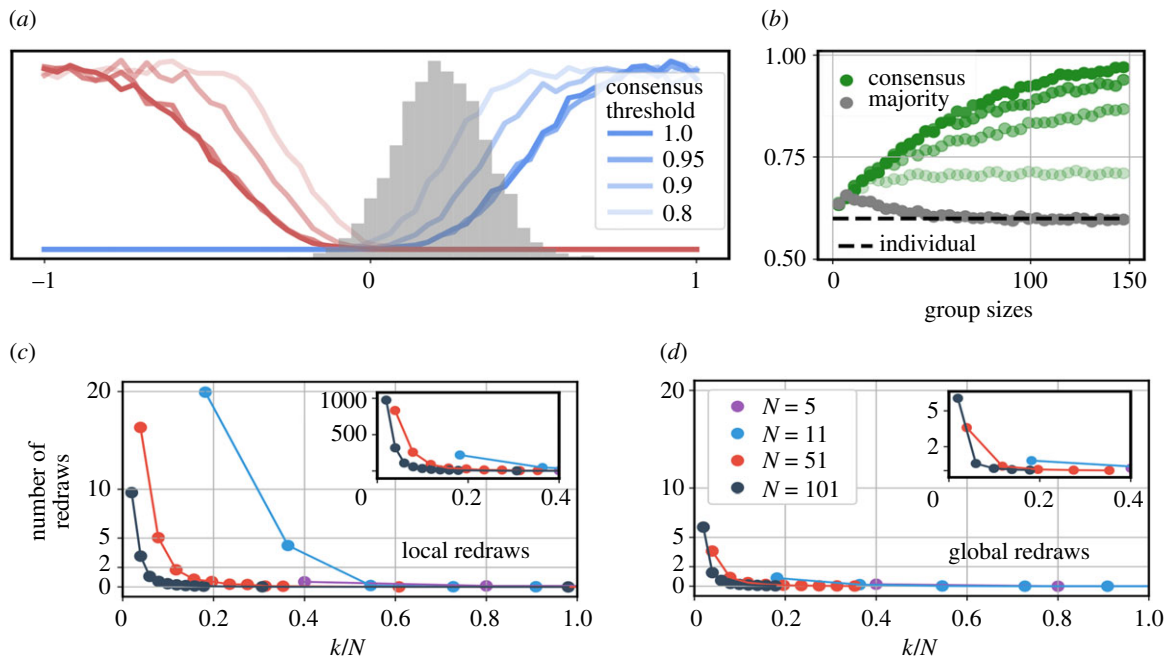 (a)
consensus
threshold
1.0
0.95
0.9
0.8
–1
0
1
(b)
1.00
0.75
0.50
consensus
majority
individual
0
100
150
group sizes
(c)
number of
redraws
20
10
5
2
0
1000
500
0
0.2
0.4
local redraws
0
0.2
0.4
0.6
0.8
1.0
k/N
(d)
20
10
5
2
0
N = 5
N = 11
N = 51
N = 101
5
2
0
0.2
0.4
global redraws
0
0.2
0.4
0.6
0.8
1.0
k/N